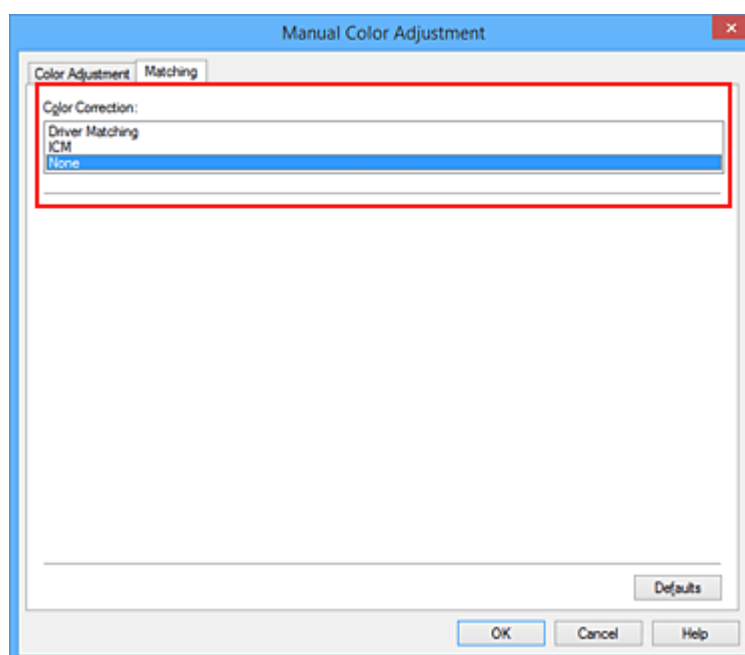 Manual Color Adjustment
Color Adjustment Matching
Color Correction:
Driver Matching
ICM
None
Defaults
OK Cancel Help